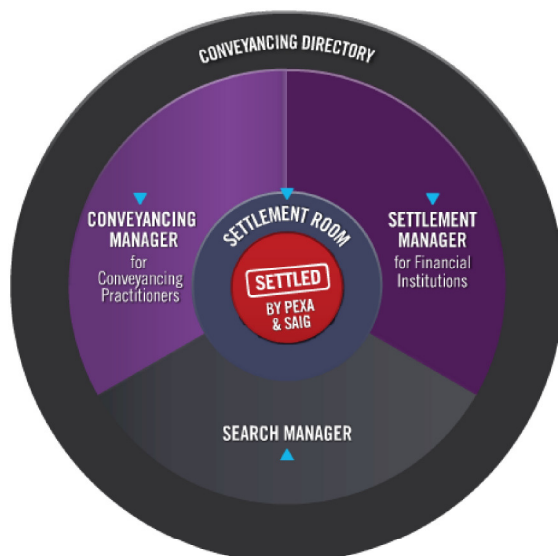 CONVEYANCING DIRECTORY
CONVEYANCING
MANAGER
for
Conveyancing
Practitioners
SETTLEMENT ROOM
SETTLED
BY PEXA
& SAIG
SETTLEMENT
MANAGER
for Financial
Institutions
SEARCH MANAGER